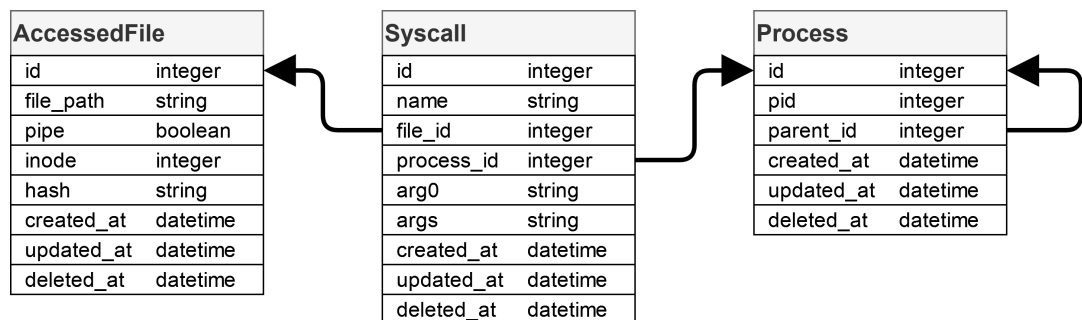 AccessedFile
id integer
file_path string
pipe boolean
inode integer
hash string
created_at datetime
updated_at datetime
deleted_at datetime
Syscall
id integer
name string
file_id integer
process_id integer
arg0 string
args string
created_at datetime
updated_at datetime
deleted_at datetime
Process
id integer
pid integer
parent_id integer
created_at datetime
updated_at datetime
deleted_at datetime